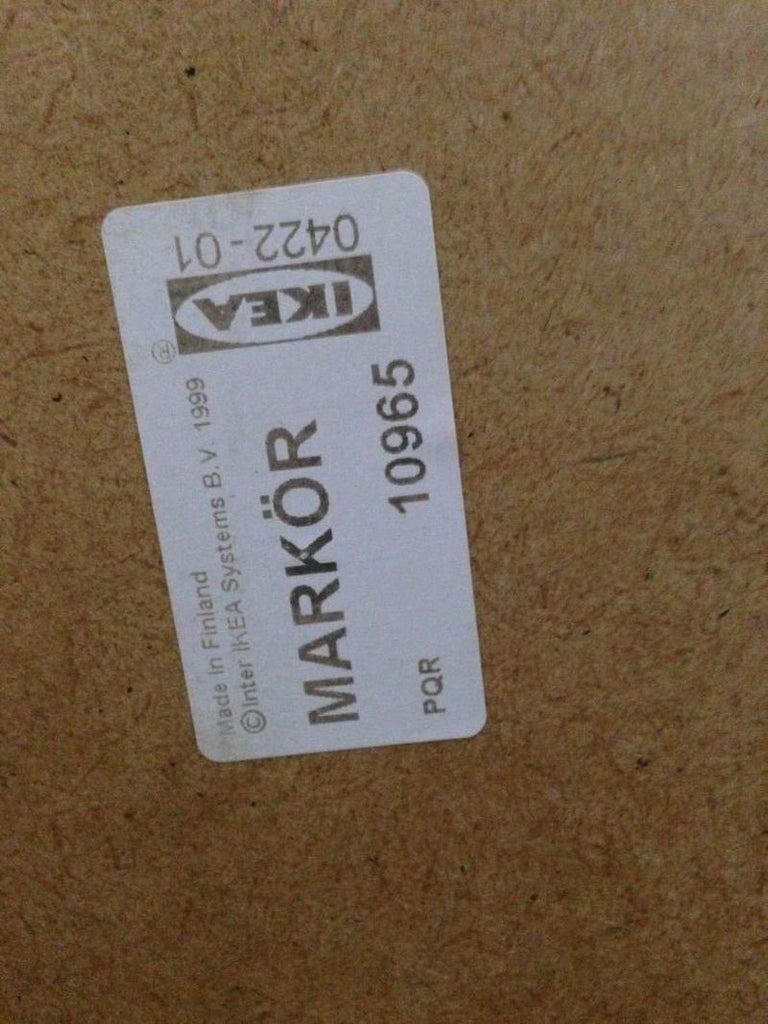 Made In Finland
©Inter IKEA Systems B.V. 1999
MARKÖR
PQR 10965
®
IKEA
0422-01